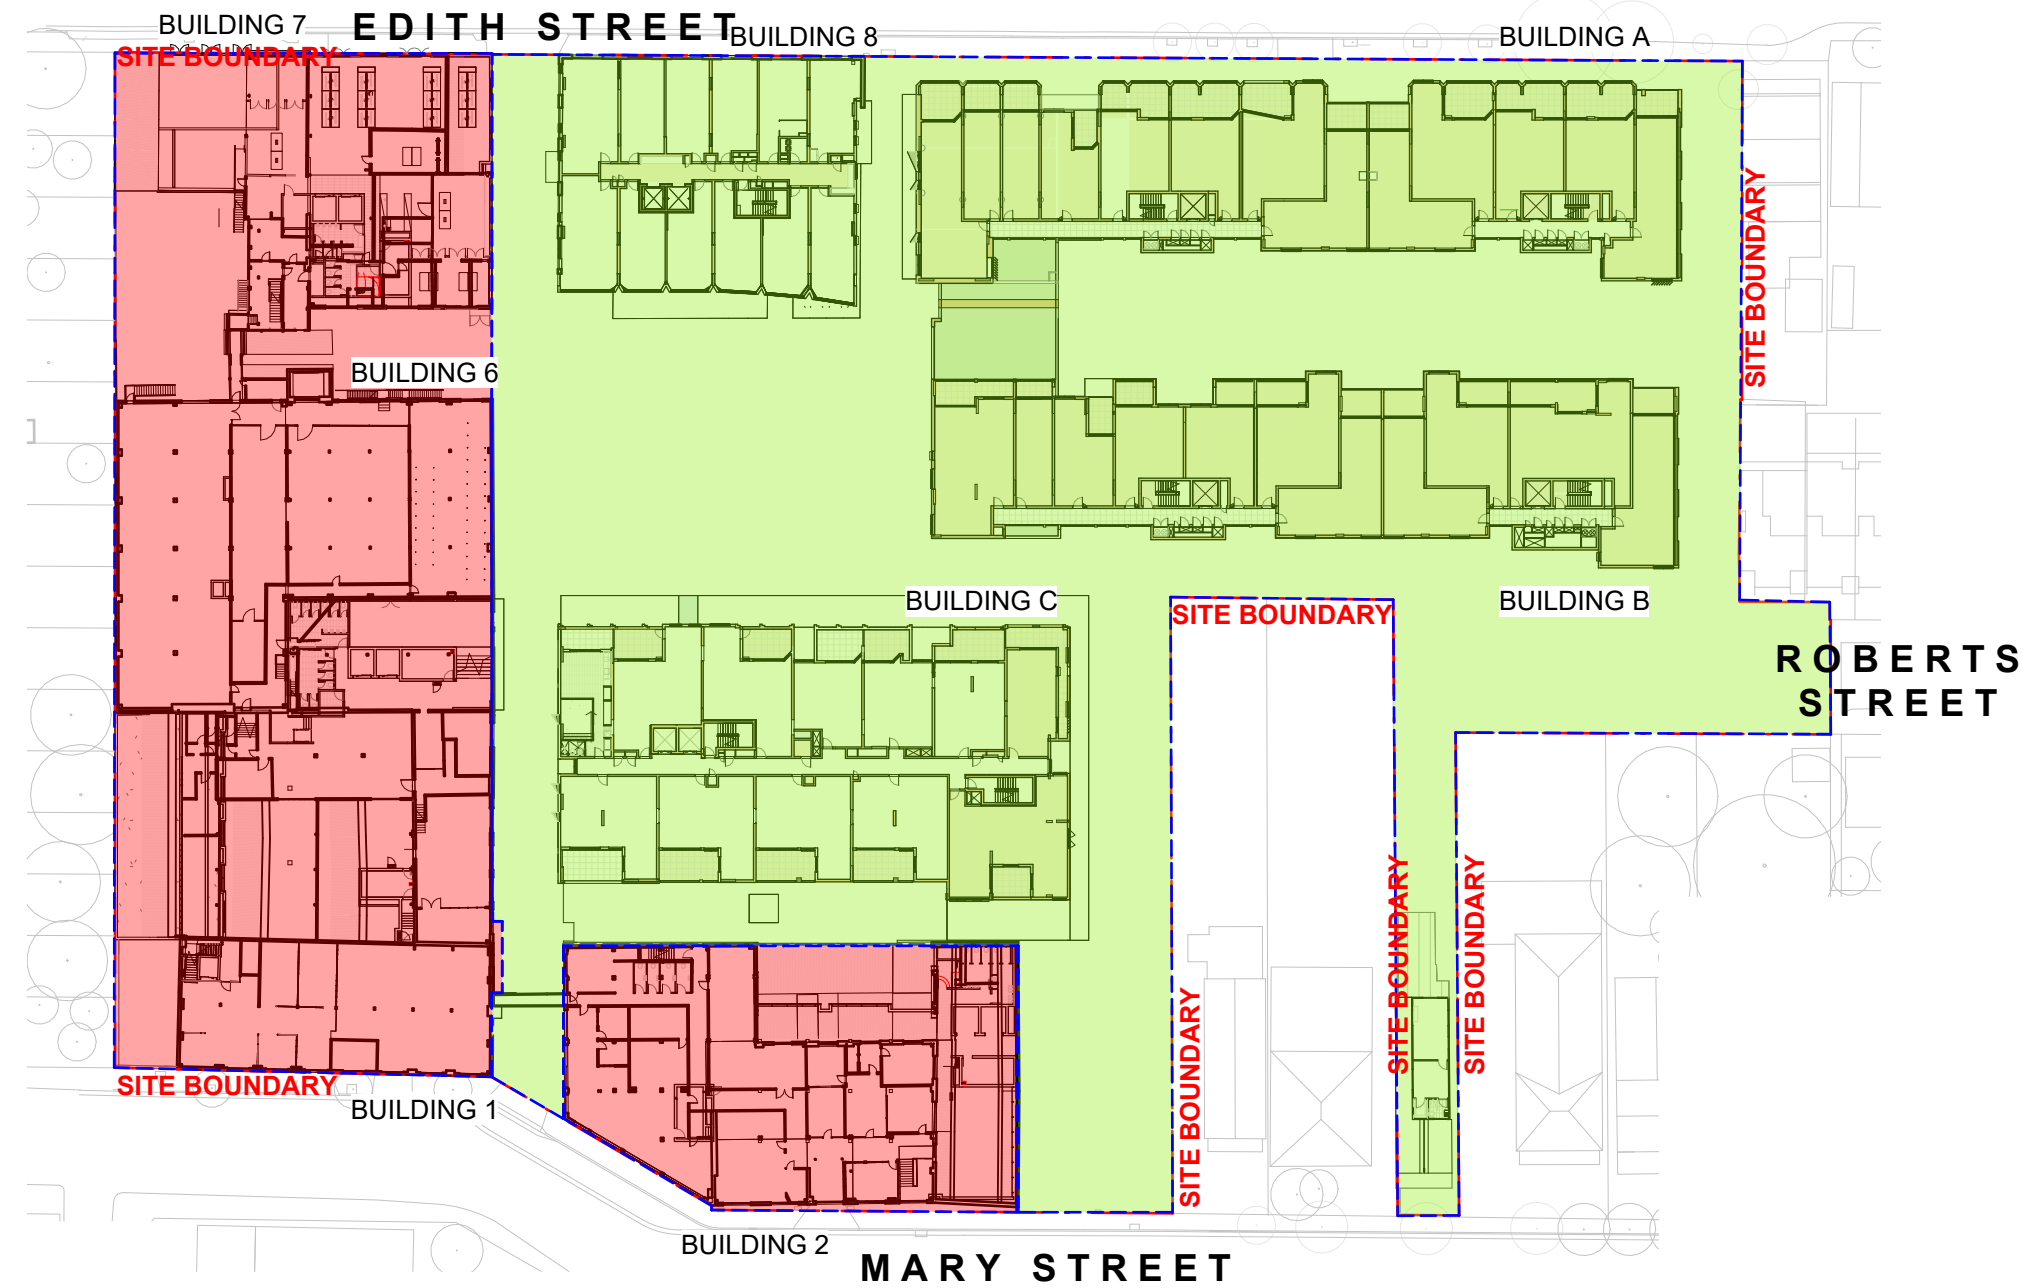 BUILDING 7
EDITH STREET
BUILDING 8
BUILDING A
SITE BOUNDARY
SITE BOUNDARY
BUILDING 6
BUILDING C
SITE BOUNDARY
BUILDING B
ROBERTS
STREET
SITE BOUNDARY
SITE BOUNDARY
SITE BOUNDARY
SITE BOUNDARY
BUILDING 1
BUILDING 2
MARY STREET